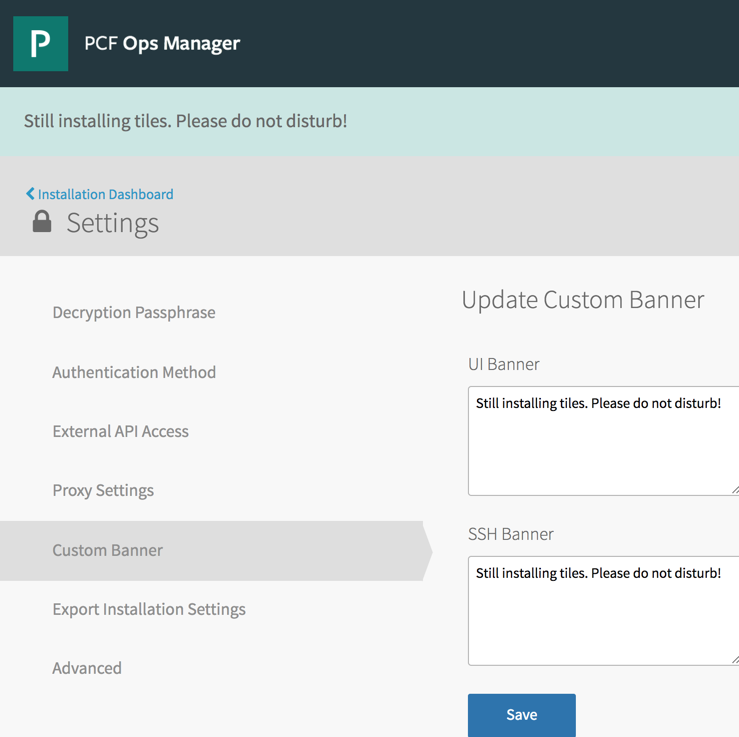 P
PCF Ops Manager
Still installing tiles. Please do not disturb!
Installation Dashboard
Settings
Decryption Passphrase
Authentication Method
External API Access
Proxy Settings
Custom Banner
Export Installation Settings
Advanced
Update Custom Banner
UI Banner
Still installing tiles. Please do not disturb!
SSH Banner
Still installing tiles. Please do not disturb!
Save